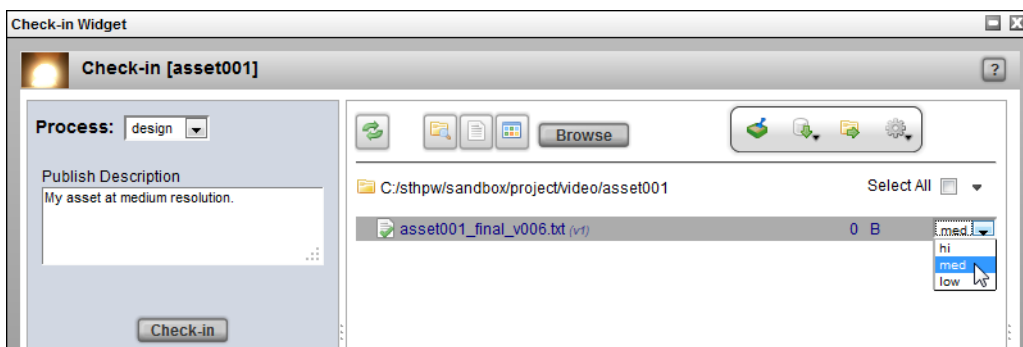 Check-in Widget
Check-in [asset001]
?
Process: design
Publish Description
My asset at medium resolution.
Check-in
Browse
C:/sthpw/sandbox/project/video/asset001
Select All
asset001_final_v006.txt (v1)
0 B
med
hi
med
low